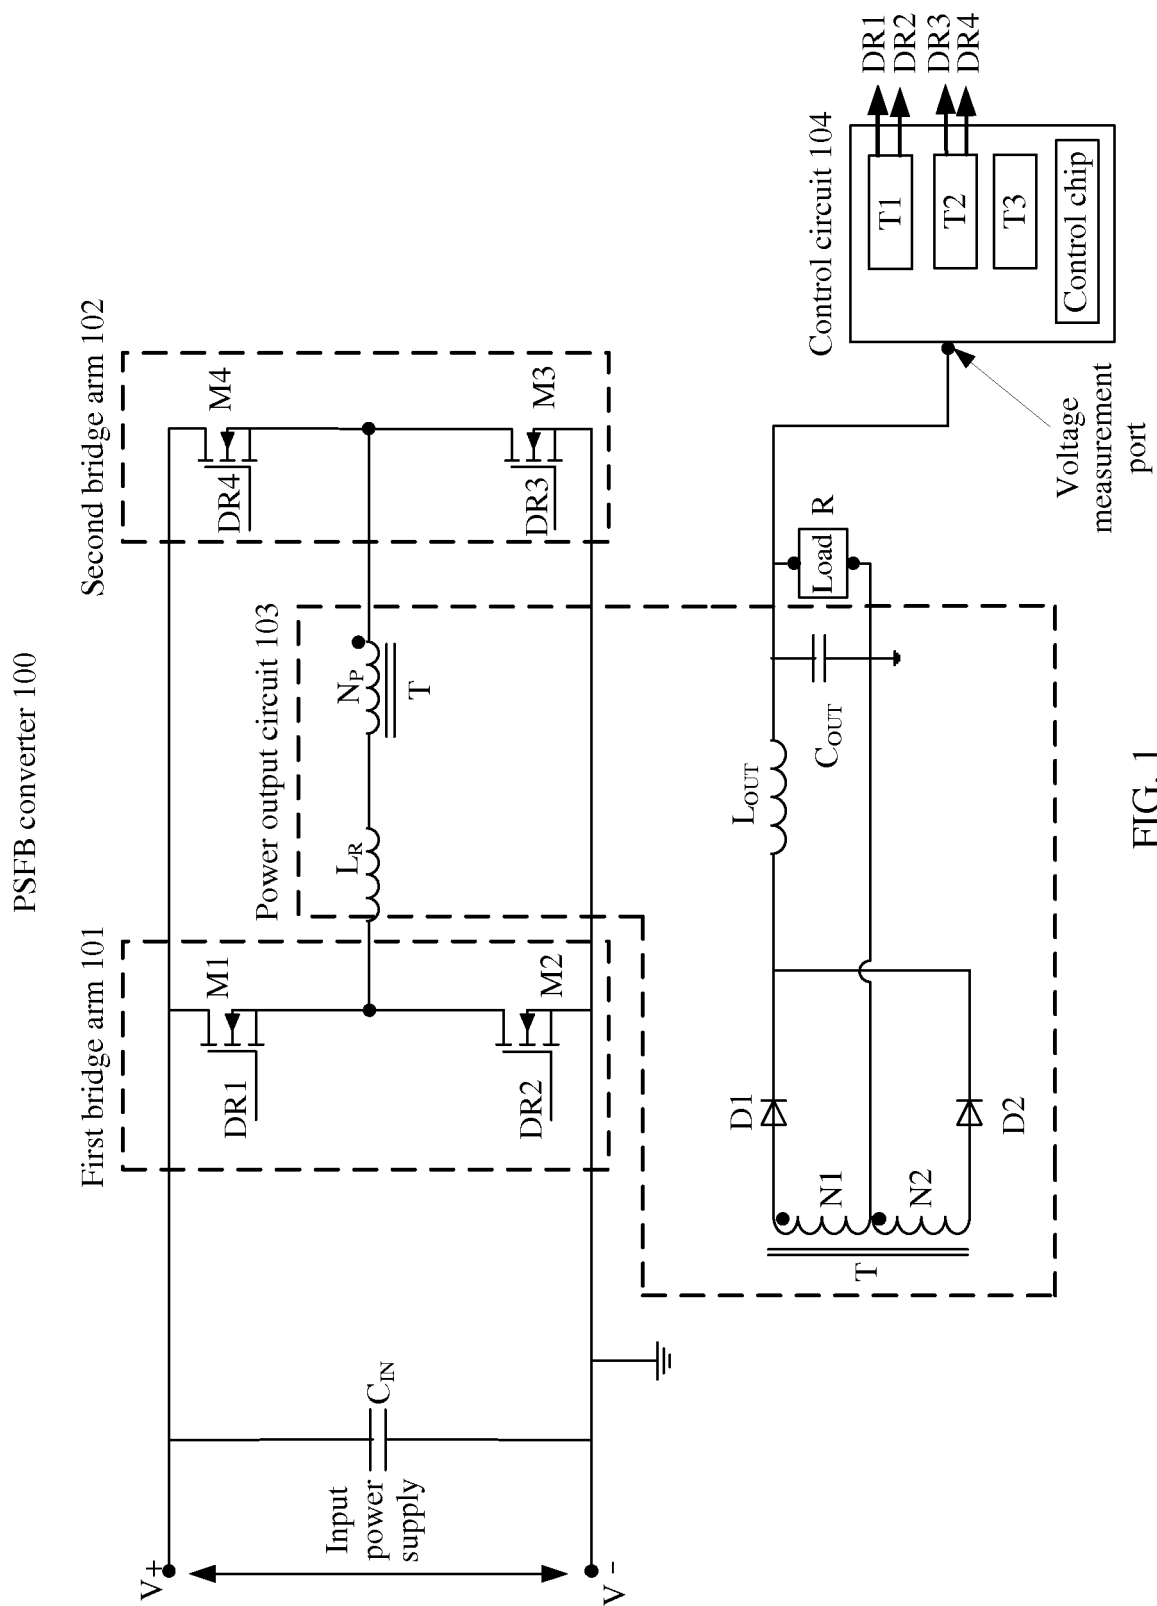 PSFB converter 100
First bridge arm 101
Second bridge arm 102
V+
M1
M4
DR1
DR4
Power output circuit 103
Input
power
supply
C_IN
L_R
N_P
T
M2
M3
DR2
DR3
V -
D1
N1
T
N2
D2
L_OUT
C_OUT
Load
R
Control circuit 104
T1
T2
T3
Control chip
DR1
DR2
DR3
DR4
Voltage
measurement
port
FIG. 1